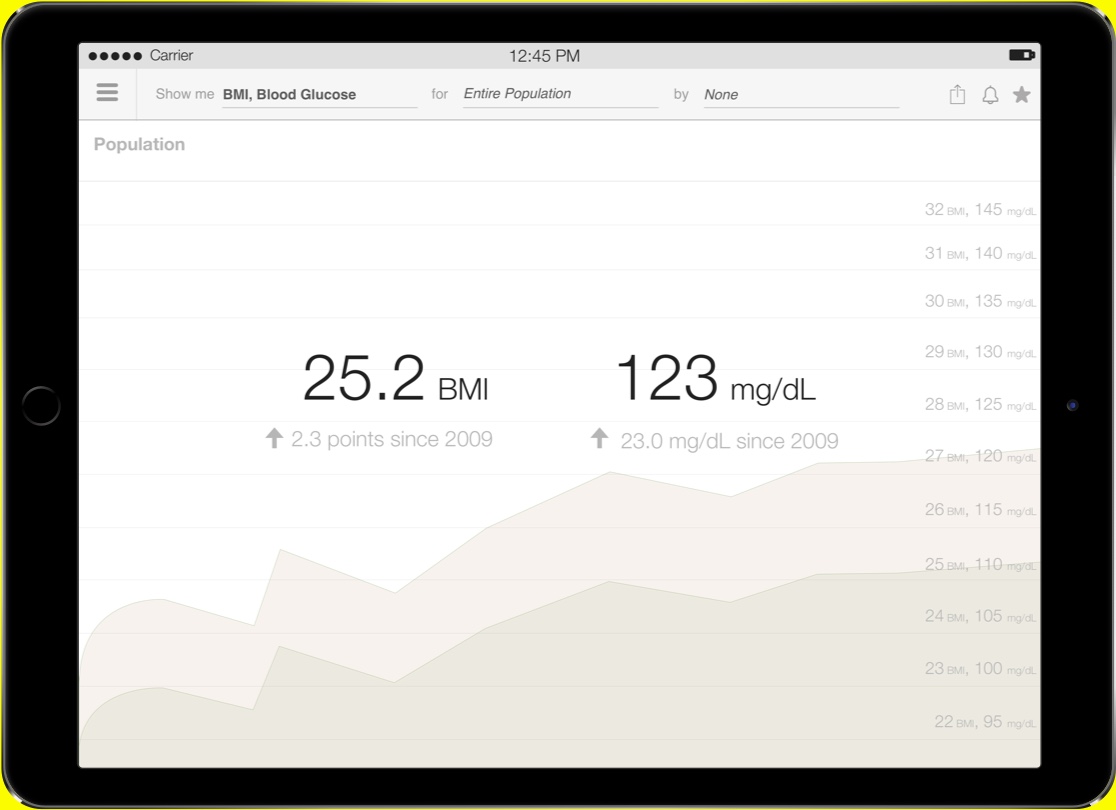 Carrier 12:45 PM
Show me BMI, Blood Glucose for Entire Population by None
Population
32 BMI, 145 mg/dL
31 BMI, 140 mg/dL
30 BMI, 135 mg/dL
29 BMI, 130 mg/dL
28 BMI, 125 mg/dL
27 BMI, 120 mg/dL
26 BMI, 115 mg/dL
25 BMI, 110 mg/dL
24 BMI, 105 mg/dL
23 BMI, 100 mg/dL
22 BMI, 95 mg/dL
25.2 BMI
2.3 points since 2009
123 mg/dL
23.0 mg/dL since 2009